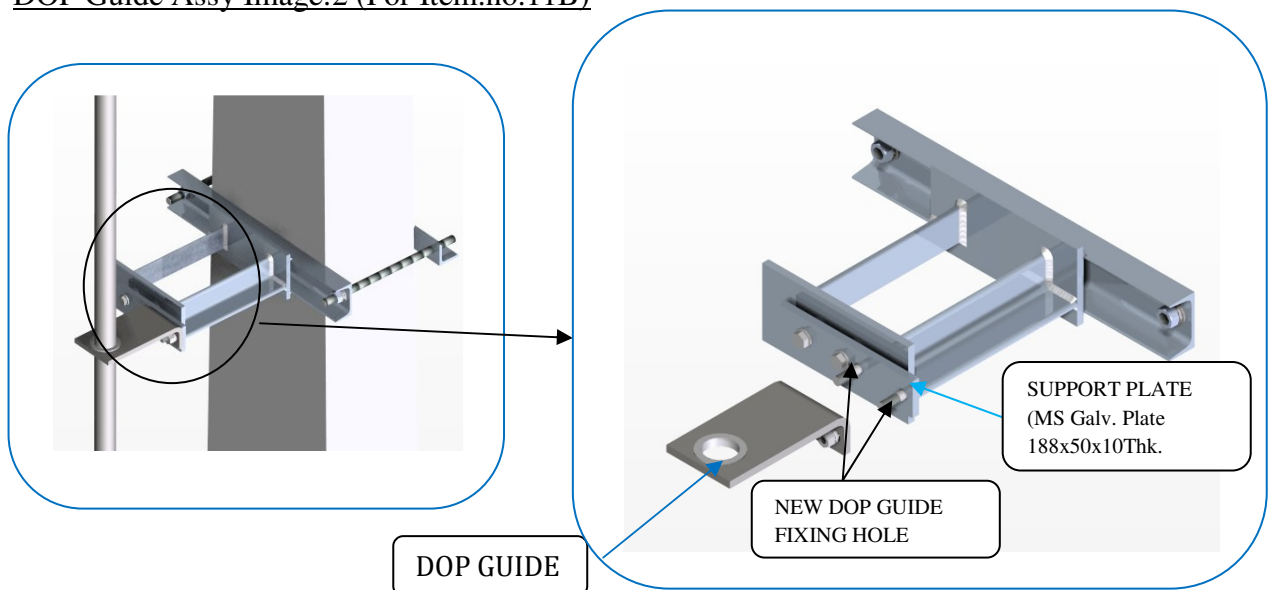 DOP Guide Assy Image:2 (For Item.no.11B)
SUPPORT PLATE
(MS Galv. Plate
188x50x10Thk.
NEW DOP GUIDE
FIXING HOLE
DOP GUIDE